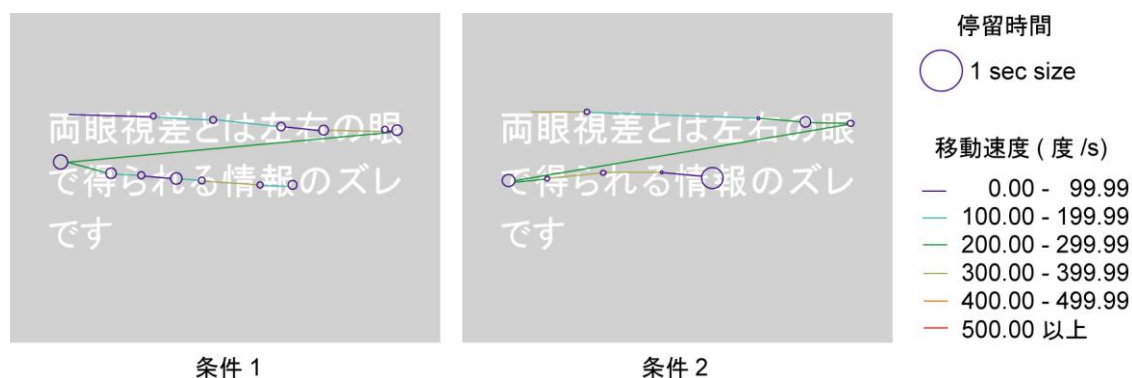 両眼視差とは左右の眼
で得られる情報のズレ
です
条件 1
両眼視差とは左右の眼
で得られる情報のズレ
です
条件 2
停留時間
1 sec size
移動速度 ( 度 /s)
0.00 - 99.99
100.00 - 199.99
200.00 - 299.99
300.00 - 399.99
400.00 - 499.99
500.00 以上